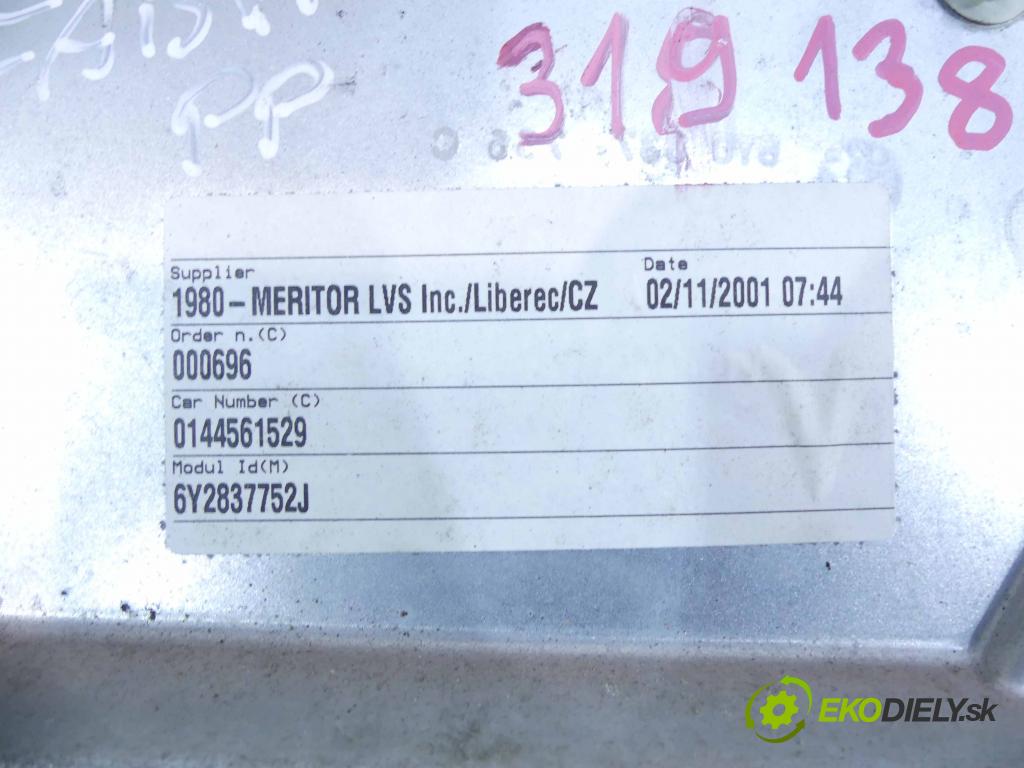 PP
319 138
Supplier
1980-MERITOR LVS Inc./Liberec/CZ
Date
02/11/2001 07:44
Order n.(C)
000696
Car Number (C)
0144561529
Modul Id(M)
6Y2837752J
EKODIELY.sk